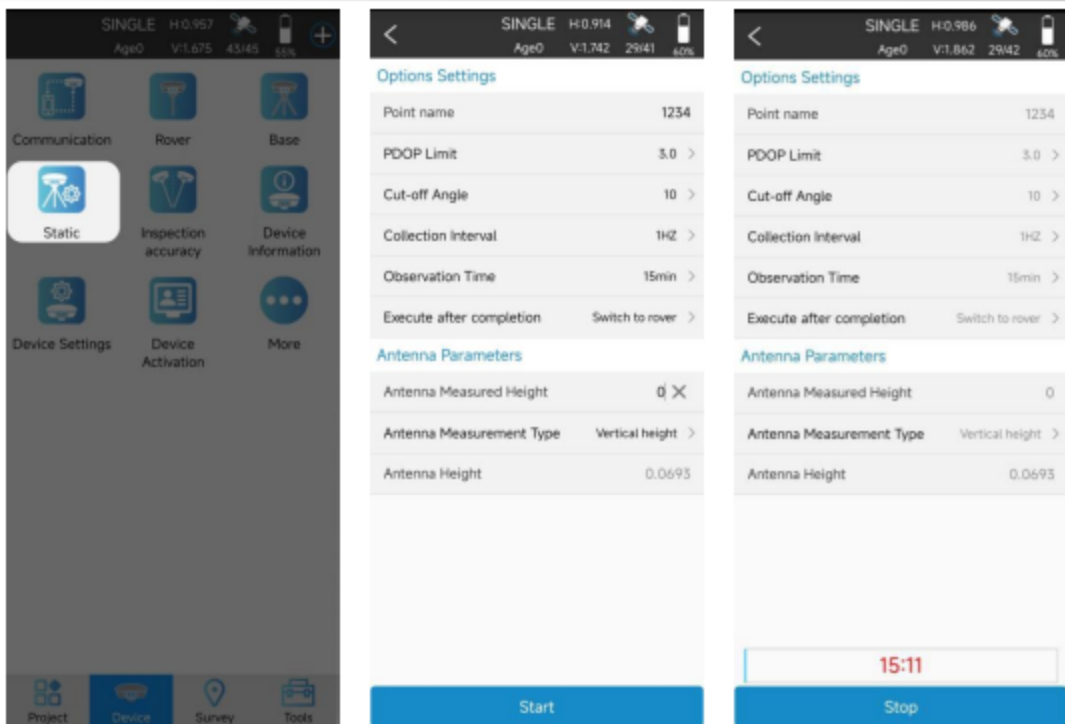 SINGLE H:0.957
Age0 V:1.675 43/45 55%
Communication Rover Base
Static Inspection accuracy Device Information
Device Settings Device Activation More
Project Device Survey Tools
SINGLE H:0.914
Age0 V:1.742 29/41 60%
Options Settings
Point name 1234
PDOP Limit 3.0 >
Cut-off Angle 10 >
Collection Interval 1HZ >
Observation Time 15min >
Execute after completion Switch to rover >
Antenna Parameters
Antenna Measured Height 0
Antenna Measurement Type Vertical height >
Antenna Height 0.0693
Start
SINGLE H:0.986
Age0 V:1.862 29/42 60%
Options Settings
Point name 1234
PDOP Limit 3.0 >
Cut-off Angle 10 >
Collection Interval 1HZ >
Observation Time 15min >
Execute after completion Switch to rover >
Antenna Parameters
Antenna Measured Height 0
Antenna Measurement Type Vertical height >
Antenna Height 0.0693
15:11
Stop